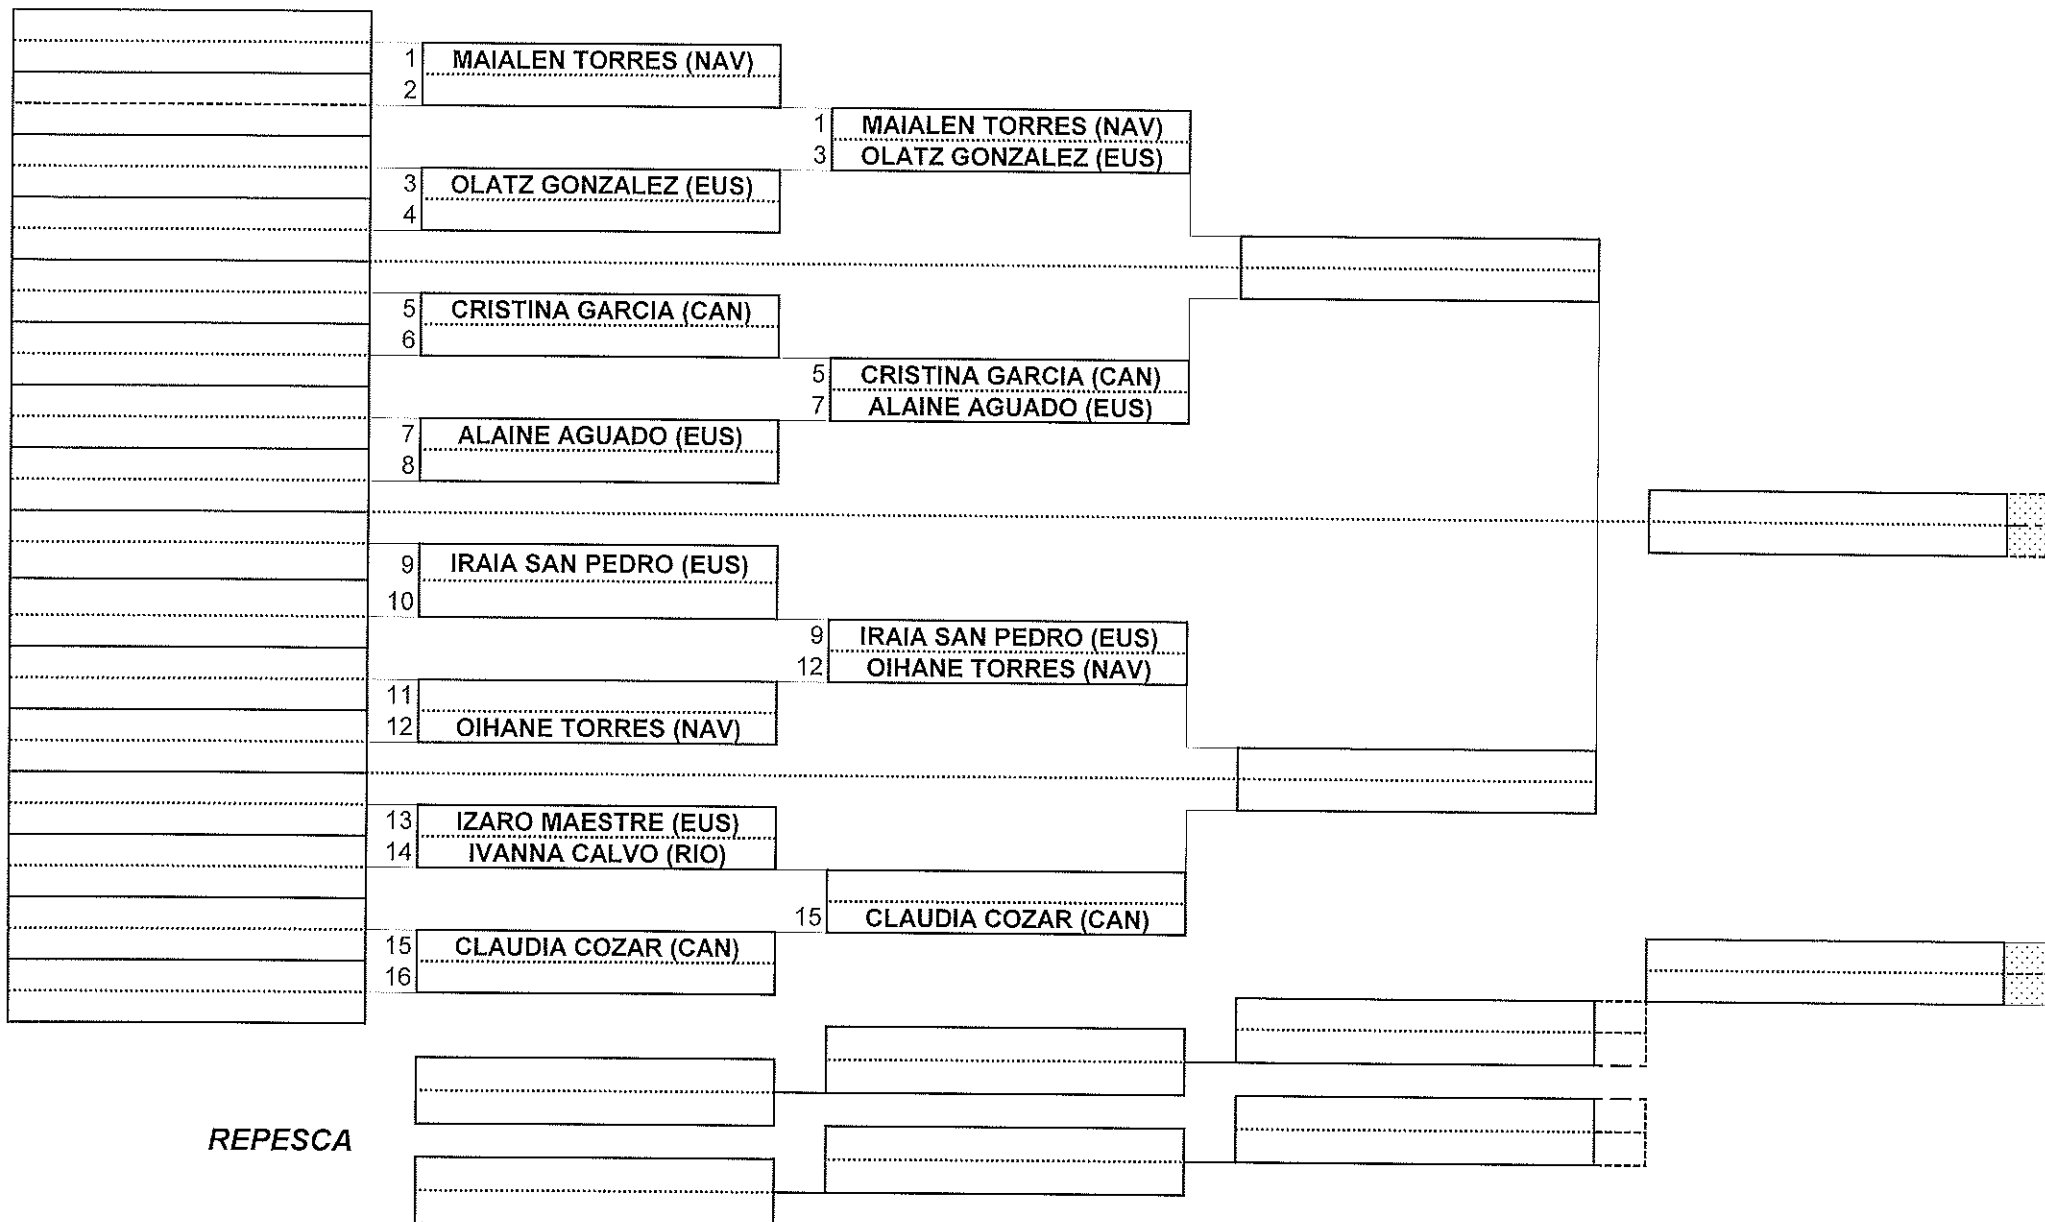 1 MAIALEN TORRES (NAV)
2
1 MAIALEN TORRES (NAV)
3 OLATZ GONZALEZ (EUS)
3 OLATZ GONZALEZ (EUS)
4
5 CRISTINA GARCIA (CAN)
6
5 CRISTINA GARCIA (CAN)
7 ALAINE AGUADO (EUS)
7 ALAINE AGUADO (EUS)
8
9 IRAIA SAN PEDRO (EUS)
10
9 IRAIA SAN PEDRO (EUS)
12 OIHANE TORRES (NAV)
11
12 OIHANE TORRES (NAV)
13 IZARO MAESTRE (EUS)
14 IVANNA CALVO (RIO)
15 CLAUDIA COZAR (CAN)
15 CLAUDIA COZAR (CAN)
16
REPESCA